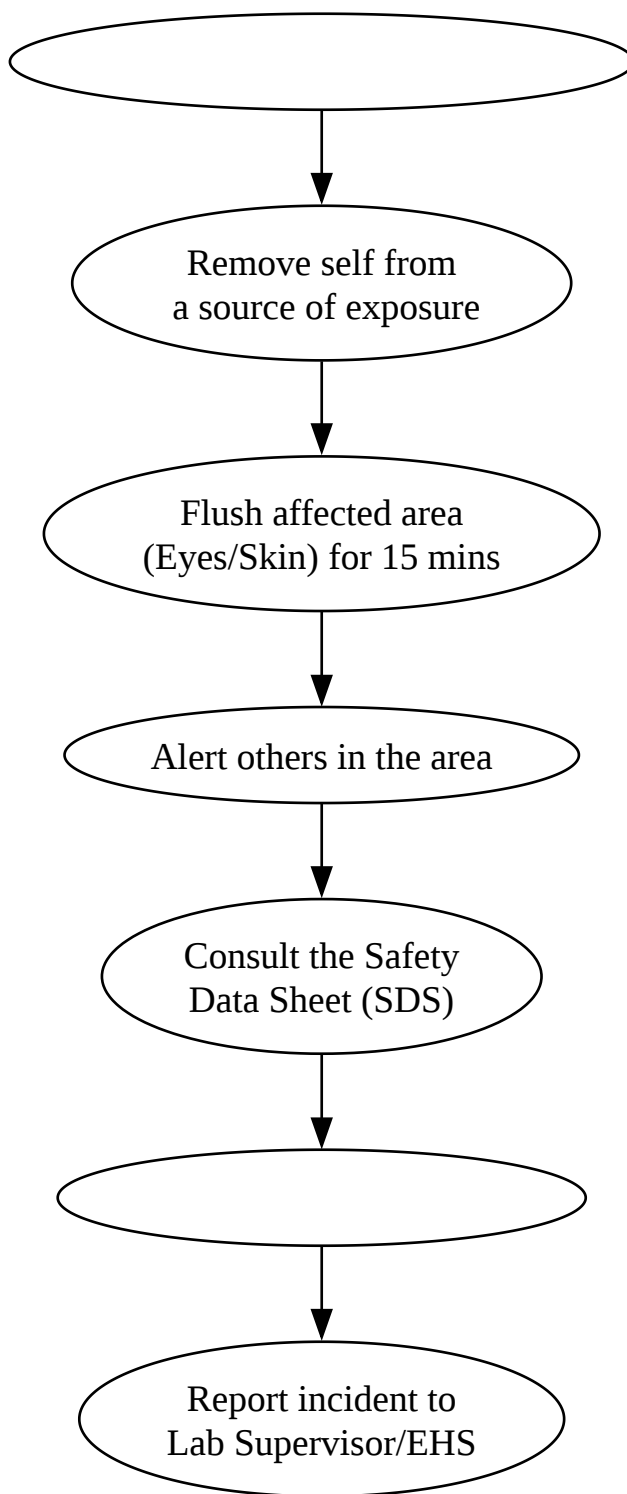 Remove self from
a source of exposure
Flush affected area
(Eyes/Skin) for 15 mins
Alert others in the area
Consult the Safety
Data Sheet (SDS)
Report incident to
Lab Supervisor/EHS